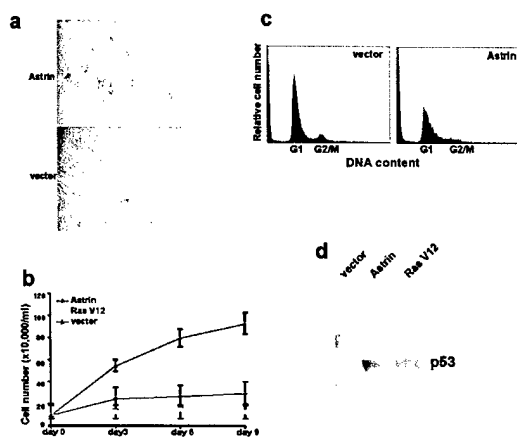 a
Astrin
vector
b
Cell number (x10,000/ml)
120
100
80
60
40
20
0
Astrin
Ras V12
vector
day 0
day3
day 6
day 9
c
Relative cell number
vector
Astrin
G1
G2/M
G1
G2/M
DNA content
d
vector
Astrin
Ras V12
p53